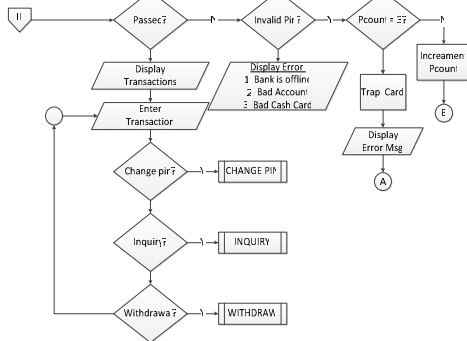 Passed?
N
Invalid Pin?
Y
Pcount = 3?
N
Display
Transactions
Display Error
1 Bank is offline
2 Bad Account
3 Bad Cash Card
Trap Card
Increment
Pcount
Enter
Transaction
E
Display
Error Msg
A
Change pin?
Y
CHANGE PIN
Inquiry?
Y
INQUIRY
Withdrawal?
Y
WITHDRAW